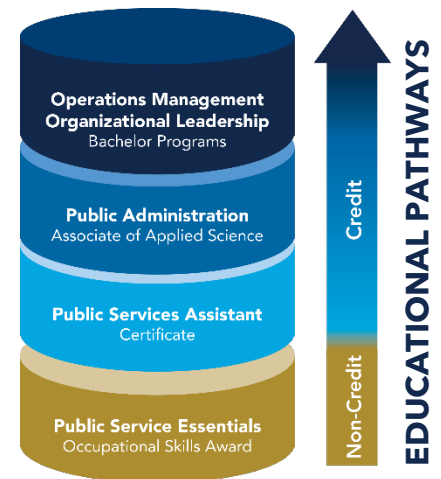 Operations Management
Organizational Leadership
Bachelor Programs
Public Administration
Associate of Applied Science
Public Services Assistant
Certificate
Public Service Essentials
Occupational Skills Award
Credit
Non-Credit
EDUCATIONAL PATHWAYS